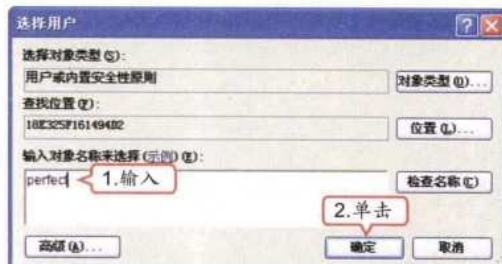 选择用户
选择对象类型(S):
用户或内置安全性原则
对象类型(O)...
查找位置(F):
18E325F161494D2
位置(L)...
输入对象名称来选择(示例)(E):
perfect
1.输入
检查名称(C)
2.单击
高级(A)...
确定
取消